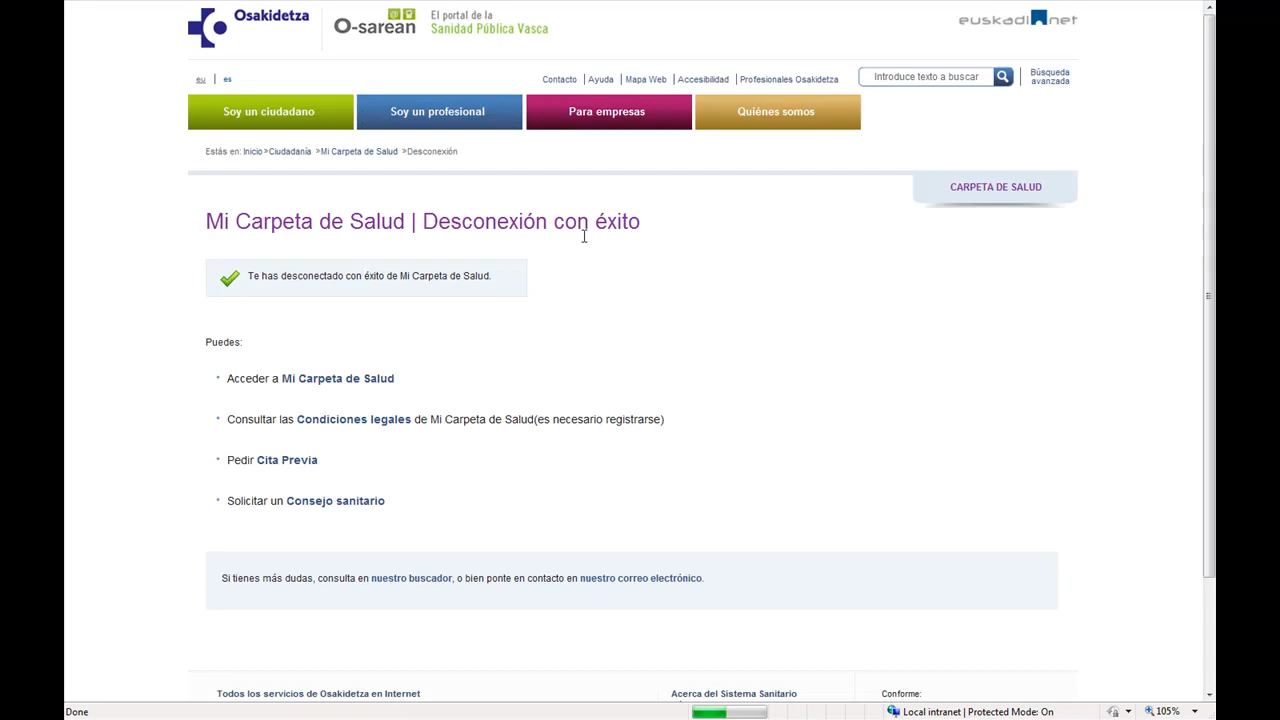 Osakidetza
O-sarean
El portal de la
Sanidad Pública Vasca
euskadi net
eu | es
Contacto | Ayuda | Mapa Web | Accesibilidad | Profesionales Osakidetza
Introduce texto a buscar
Búsqueda
avanzada
Soy un ciudadano
Soy un profesional
Para empresas
Quiénes somos
Estás en: Inicio >Ciudadanía >Mi Carpeta de Salud >Desconexión
CARPETA DE SALUD
Mi Carpeta de Salud | Desconexión con éxito
Te has desconectado con éxito de Mi Carpeta de Salud.
Puedes:
Acceder a Mi Carpeta de Salud
Consultar las Condiciones legales de Mi Carpeta de Salud(es necesario registrarse)
Pedir Cita Previa
Solicitar un Consejo sanitario
Si tienes más dudas, consulta en nuestro buscador, o bien ponte en contacto en nuestro correo electrónico.
Todos los servicios de Osakidetza en Internet
Acerca del Sistema Sanitario
Conforme:
Done
Local intranet | Protected Mode: On
105%